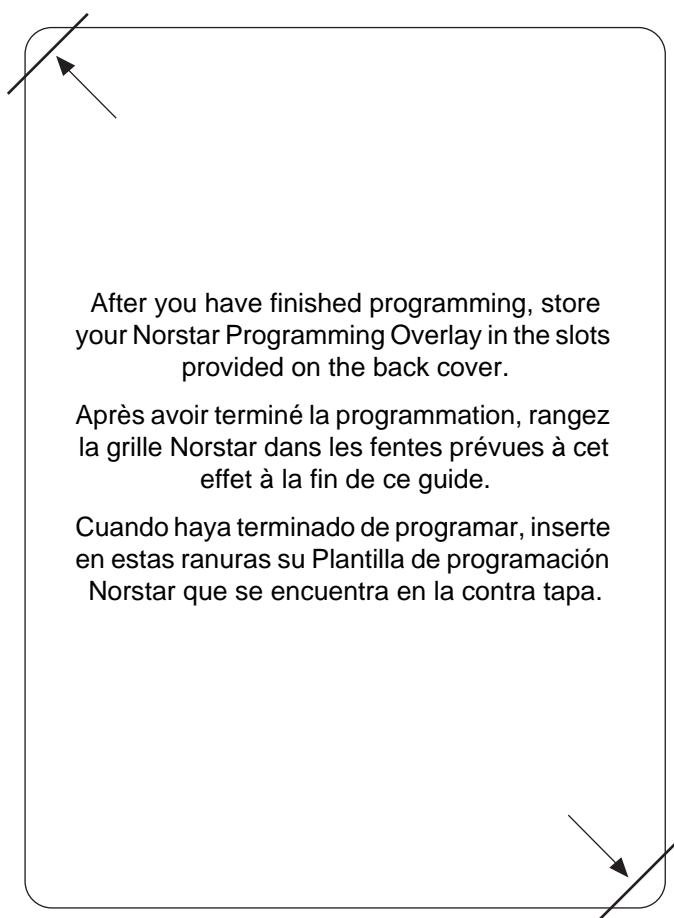 After you have finished programming, store
your Norstar Programming Overlay in the slots
provided on the back cover.
Après avoir terminé la programmation, rangez
la grille Norstar dans les fentes prévues à cet
effet à la fin de ce guide.
Cuando haya terminado de programar, inserte
en estas ranuras su Plantilla de programación
Norstar que se encuentra en la contra tapa.